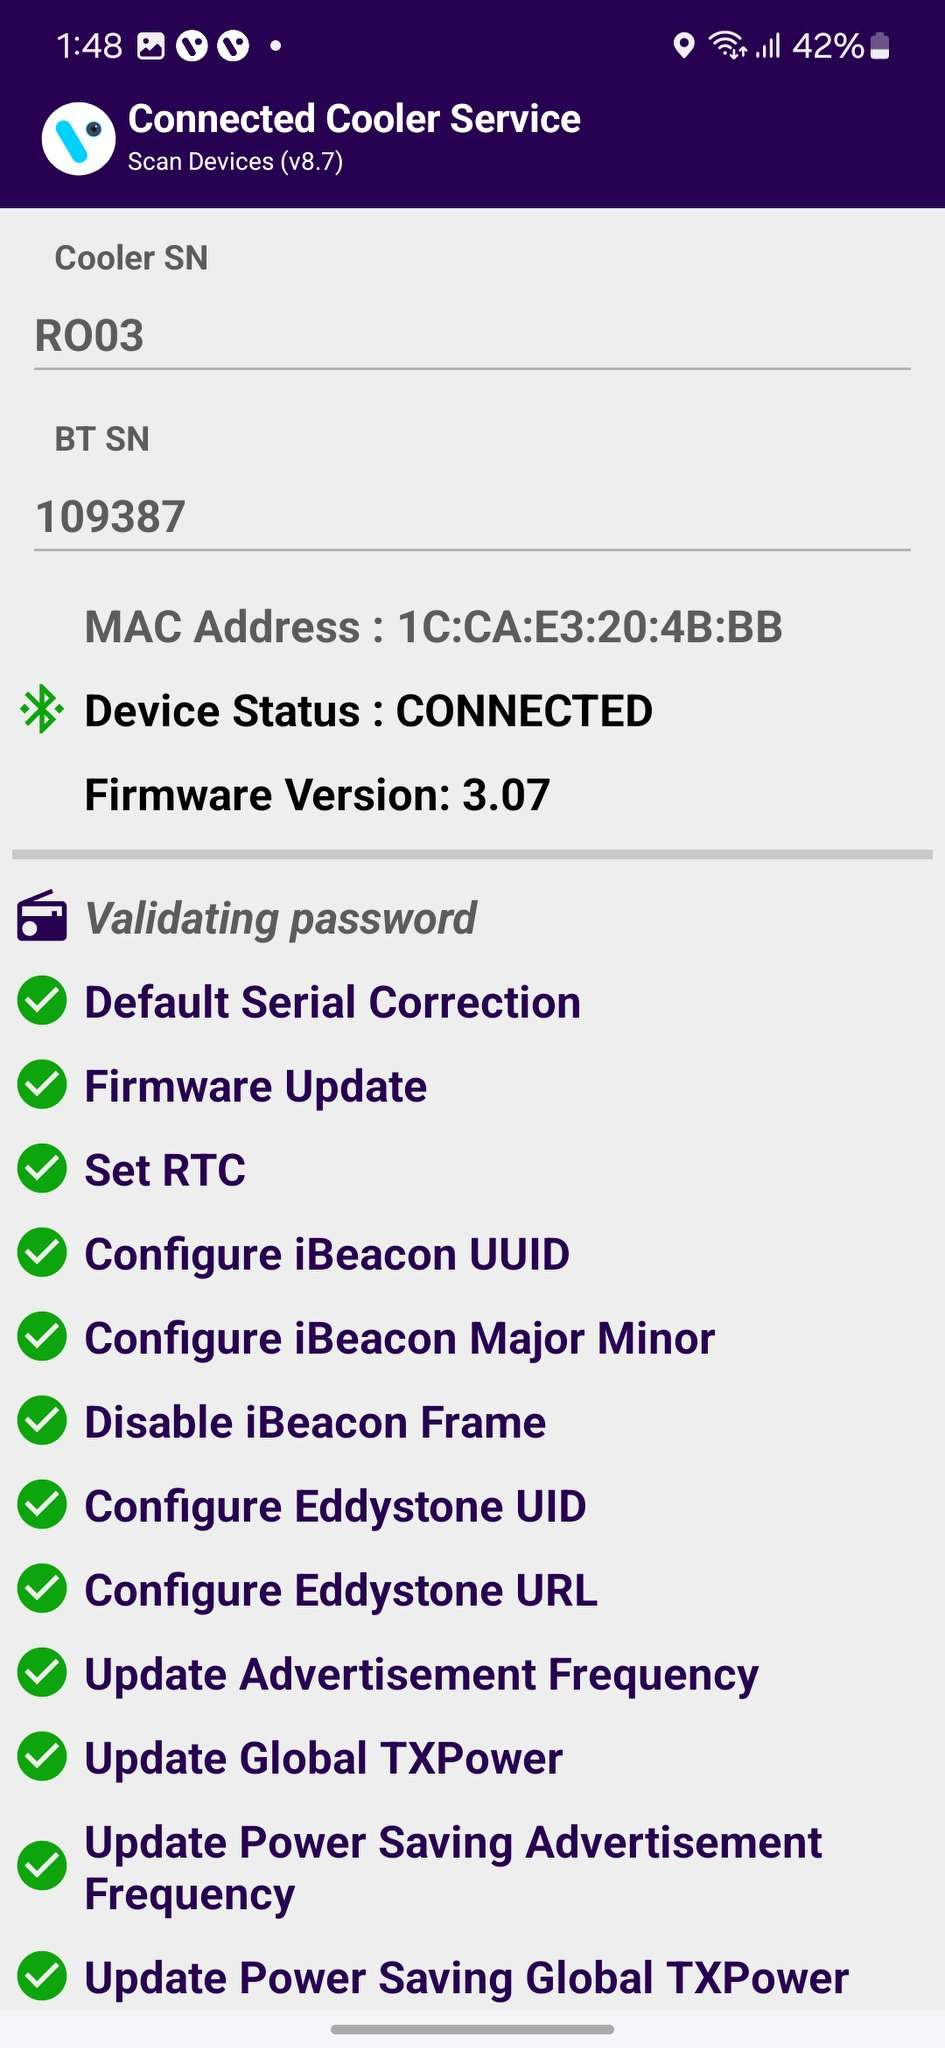 1:48
42%
Connected Cooler Service
Scan Devices (v8.7)
Cooler SN
RO03
BT SN
109387
MAC Address : 1C:CA:E3:20:4B:BB
Device Status : CONNECTED
Firmware Version: 3.07
Validating password
Default Serial Correction
Firmware Update
Set RTC
Configure iBeacon UUID
Configure iBeacon Major Minor
Disable iBeacon Frame
Configure Eddystone UID
Configure Eddystone URL
Update Advertisement Frequency
Update Global TXPower
Update Power Saving Advertisement
Frequency
Update Power Saving Global TXPower